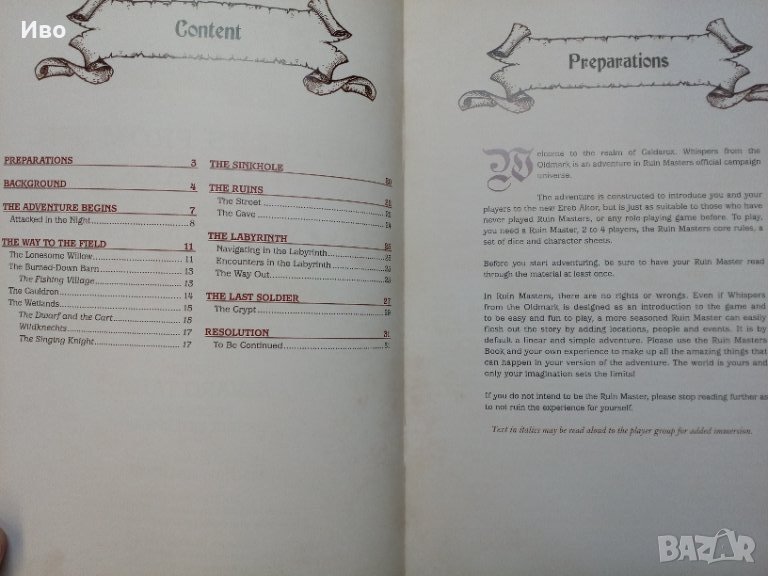 Иво
Content
PREPARATIONS 3
BACKGROUND 4
THE ADVENTURE BEGINS 7
Attacked in the Night 8
THE WAY TO THE FIELD 11
The Lonesome Willow 11
The Burned-Down Barn 13
The Fishing Village 13
The Cauldron 14
The Wetlands 15
The Dwarf and the Cart 16
Wildknechts 17
The Singing Knight 17
THE SINKHOLE
THE RUINS
The Street
The Cave
THE LABYRINTH
Navigating in the Labyrinth
Encounters in the Labyrinth
The Way Out
THE LAST SOLDIER 27
The Crypt
RESOLUTION
To Be Continued
Preparations
Welcome to the realm of Caldarox. Whispers from the
Oldmark is an adventure in Ruin Masters official campaign
universe.
The adventure is constructed to introduce you and your
players to the new Ereb Altor, but is just as suitable to those who have
never played Ruin Masters, or any role playing game before. To play,
you need a Ruin Master, 2 to 4 players, the Ruin Masters core rules, a
set of dice and character sheets.
Before you start adventuring, be sure to have your Ruin Master read
through the material at least once.
In Ruin Masters, there are no rights or wrongs. Even if Whispers
from the Oldmark is designed as an introduction to the game and
to be easy and fun to play, a more seasoned Ruin Master can easily
flesh out the story by adding locations, people and events. It is by
default a linear and simple adventure. Please use the Ruin Masters
Book and your own experience to make up all the amazing things that
can happen in your version of the adventure. The world is yours and
only your imagination sets the limits!
If you do not intend to be the Ruin Master, please stop reading further as
to not ruin the experience for yourself.
Text in italics may be read aloud to the player group for added immersion.
BAZAR
bg